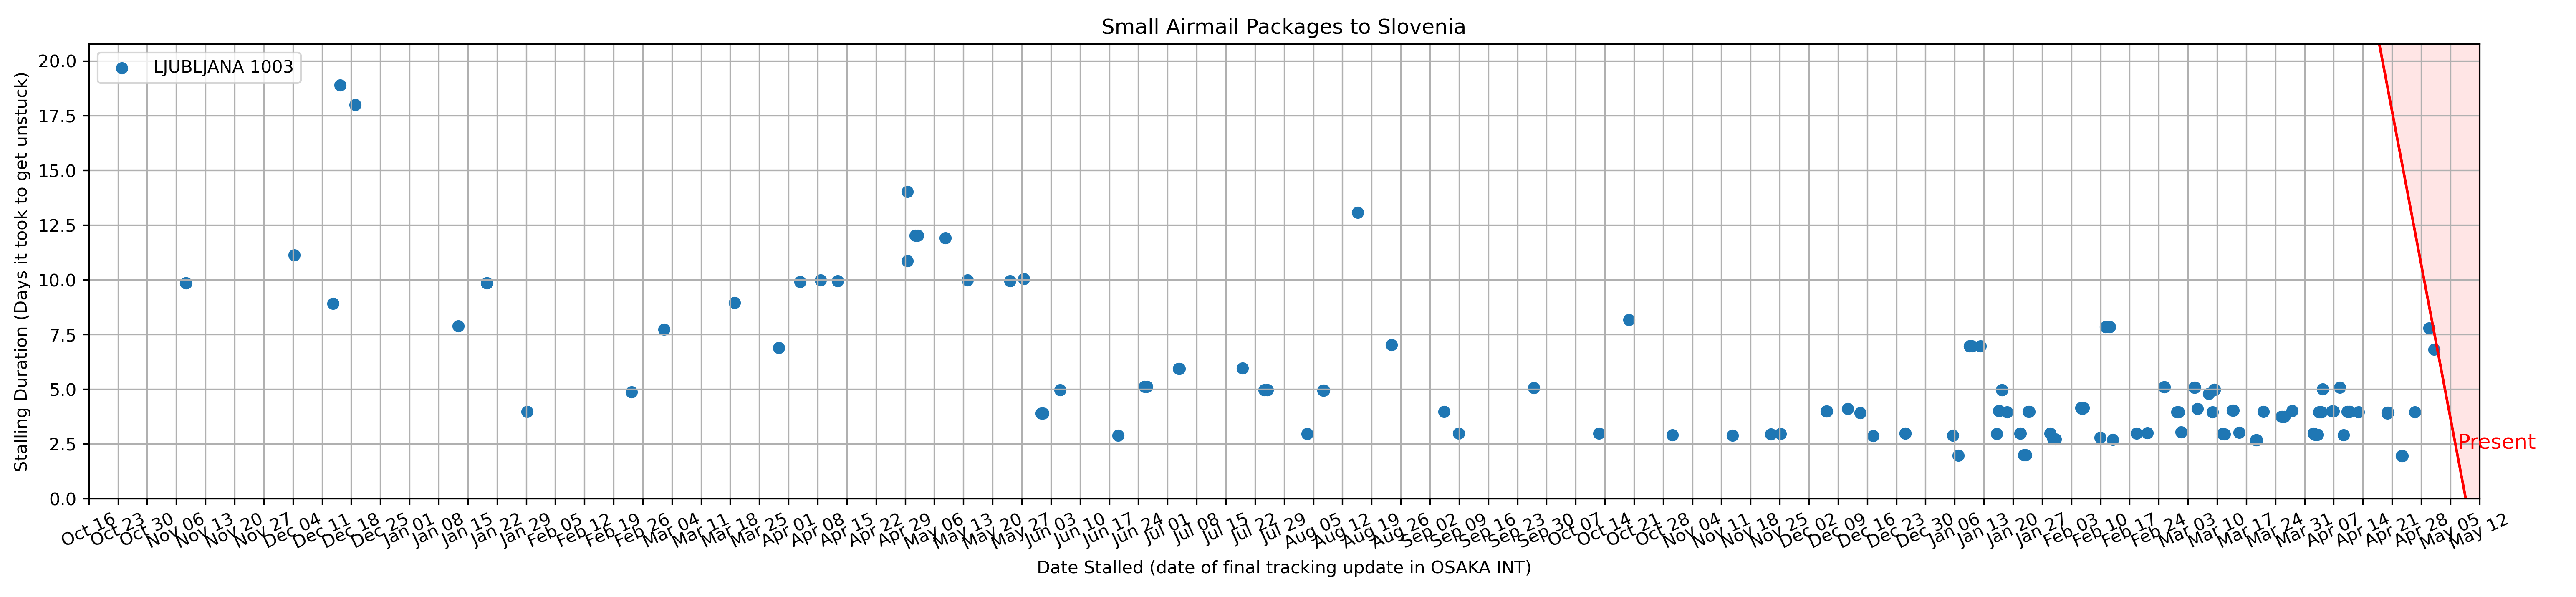 Small Airmail Packages to Slovenia
LJUBLJANA 1003
Stalling Duration (Days it took to get unstuck)
20.0
17.5
15.0
12.5
10.0
7.5
5.0
2.5
0.0
Present
Oct 16
Oct 23
Oct 30
Nov 06
Nov 13
Nov 20
Nov 27
Dec 04
Dec 11
Dec 18
Dec 25
Jan 01
Jan 08
Jan 15
Jan 22
Jan 29
Feb 05
Feb 12
Feb 19
Feb 26
Mar 04
Mar 11
Mar 18
Mar 25
Apr 01
Apr 08
Apr 15
Apr 22
Apr 29
May 06
May 13
May 20
May 27
Jun 03
Jun 10
Jun 17
Jun 24
Jul 01
Jul 08
Jul 15
Jul 22
Jul 29
Aug 05
Aug 12
Aug 19
Aug 26
Sep 02
Sep 09
Sep 16
Sep 23
Sep 30
Oct 07
Oct 14
Oct 21
Oct 28
Nov 04
Nov 11
Nov 18
Nov 25
Dec 02
Dec 09
Dec 16
Dec 23
Dec 30
Jan 06
Jan 13
Jan 20
Jan 27
Feb 03
Feb 10
Feb 17
Feb 24
Mar 03
Mar 10
Mar 17
Mar 24
Mar 31
Apr 07
Apr 14
Apr 21
Apr 28
May 05
May 12
Date Stalled (date of final tracking update in OSAKA INT)